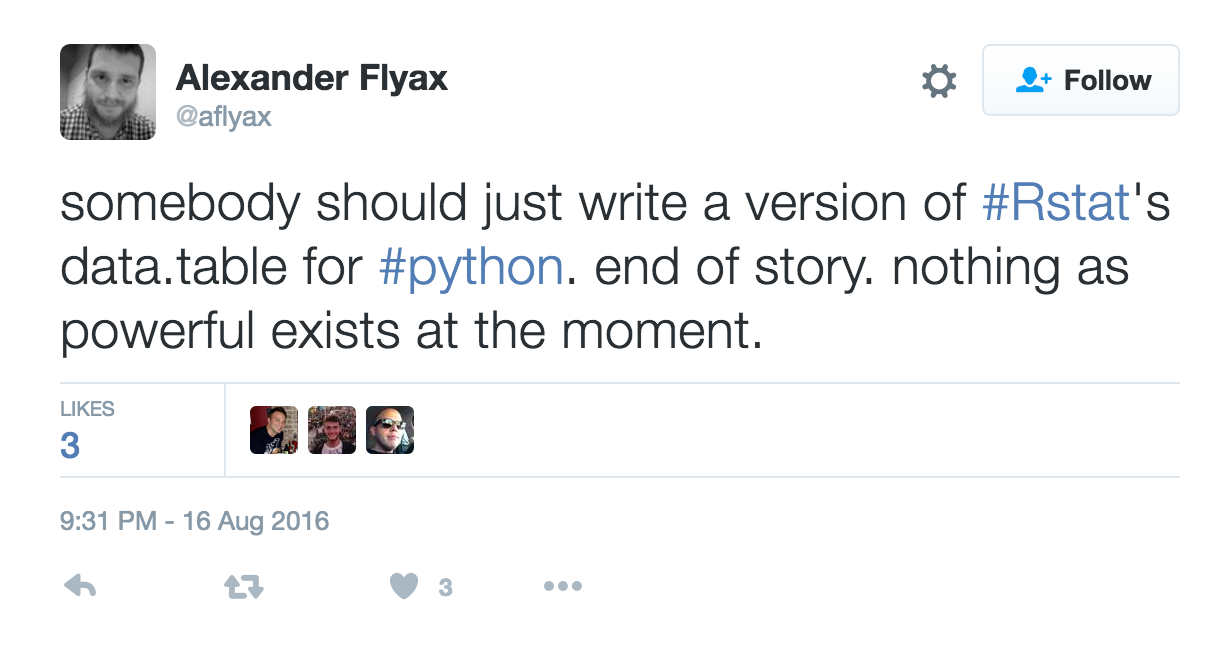 Alexander Flyax
@aflyax
Follow
somebody should just write a version of #Rstat's
data.table for #python. end of story. nothing as
powerful exists at the moment.
LIKES
3
9:31 PM - 16 Aug 2016
3